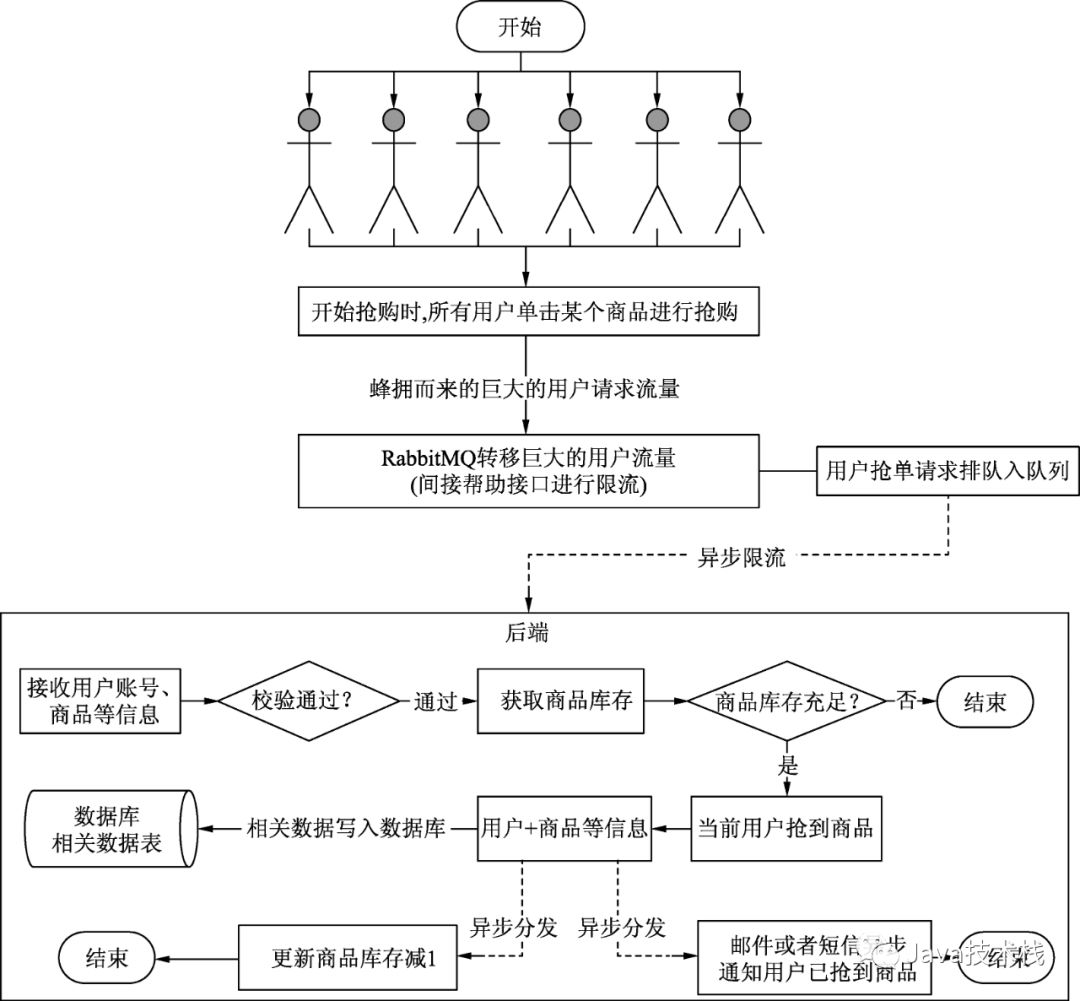 开始
开始抢购时,所有用户单击某个商品进行抢购
蜂拥而来的巨大的用户请求流量
RabbitMQ转移巨大的用户流量
(间接帮助接口进行限流)
用户抢单请求排队入队列
异步限流
后端
接收用户账号、
商品等信息
校验通过?
通过
获取商品库存
商品库存充足?
否
结束
是
数据库
相关数据表
相关数据写入数据库
用户+商品等信息
当前用户抢到商品
异步分发
异步分发
结束
更新商品库存减1
邮件或者短信异步
通知用户已抢到商品
结束
Java技术栈